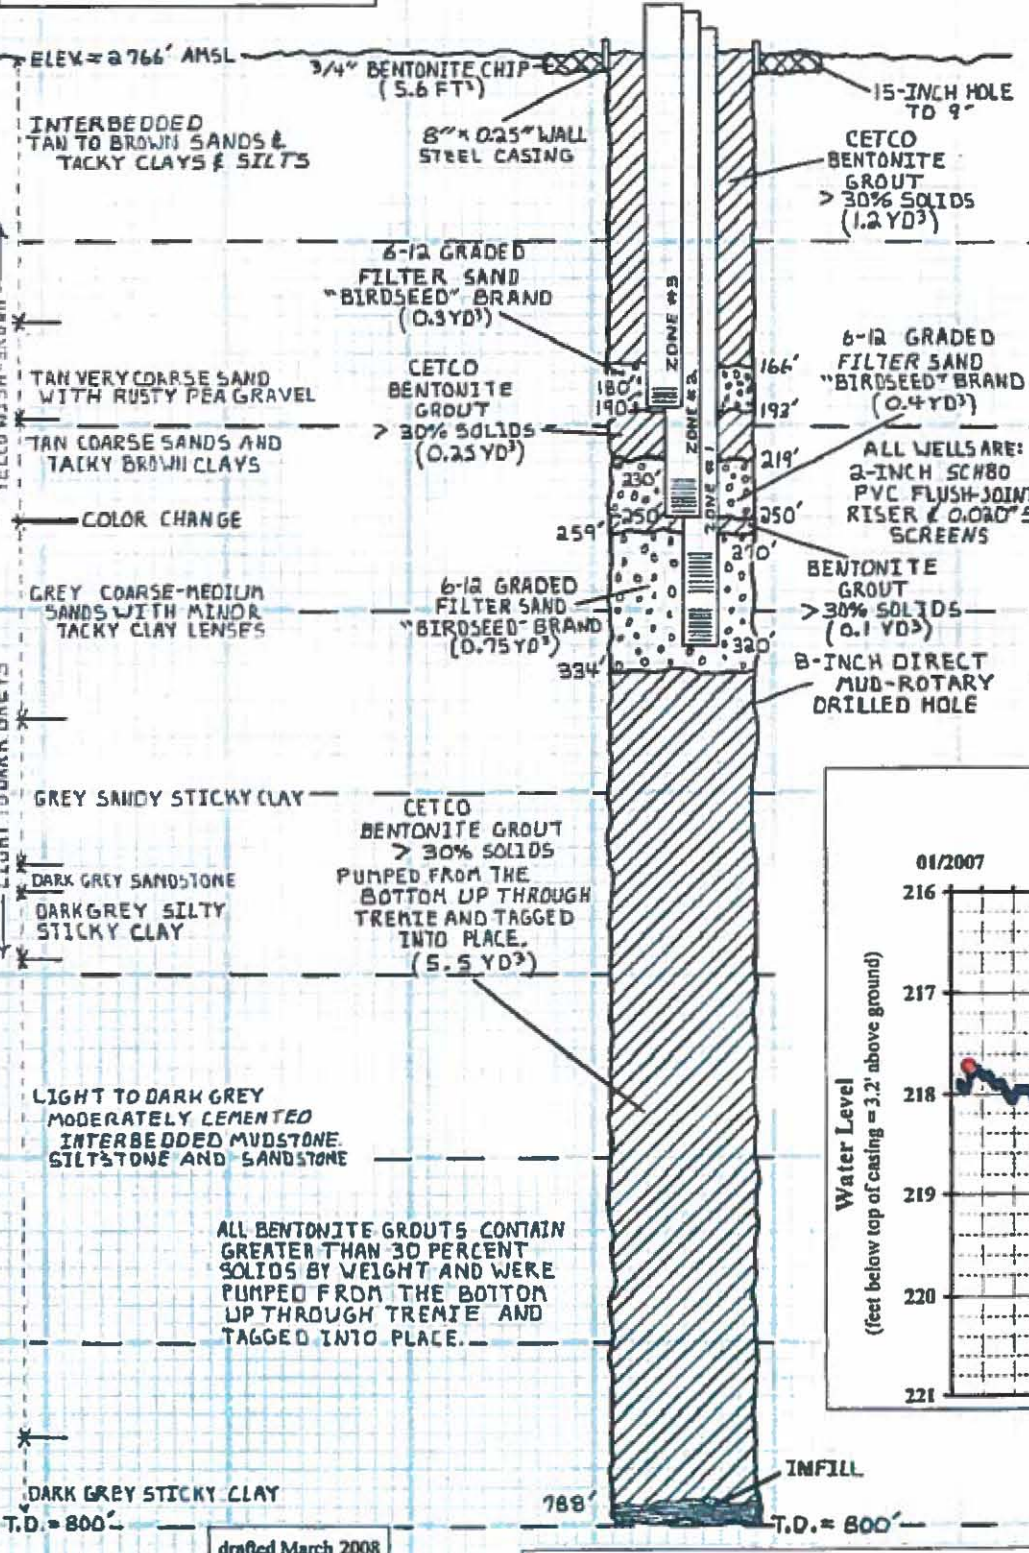 ELEV. = 2766' AMSL
3/4" BENTONITE CHIP
(5.6 FT³)
15-INCH HOLE
TO 9'
INTERBEDDED
TAN TO BROWN SANDS &
TACKY CLAYS & SILTS
8" x 0.25" WALL
STEEL CASING
CETCO
BENTONITE
GROUT
> 30% SOLIDS
(1.2 YD³)
6-12 GRADED
FILTER SAND
"BIRDSEED" BRAND
(0.3 YD³)
ZONE #3
ZONE #2
ZONE #1
6-12 GRADED
FILTER SAND
"BIRDSEED" BRAND
(0.4 YD³)
TAN VERY COARSE SAND
WITH RUSTY PEA GRAVEL
CETCO
BENTONITE
GROUT
> 30% SOLIDS
(0.25 YD³)
180'
190'
166'
192'
TAN COARSE SANDS AND
TACKY BROWN CLAYS
ALL WELLS ARE:
2-INCH SCH80
PVC FLUSH-JOINT
RISER & 0.020" S
SCREENS
COLOR CHANGE
230'
250'
259'
219'
250'
270'
GREY COARSE-MEDIUM
SANDS WITH MINOR
TACKY CLAY LENSES
6-12 GRADED
FILTER SAND
"BIRDSEED" BRAND
(0.75 YD³)
BENTONITE
GROUT
> 30% SOLIDS
(0.1 YD³)
320'
334'
8-INCH DIRECT
MUD-ROTARY
DRILLED HOLE
LIGHT TO DARK GREYS
GREY SANDY STICKY CLAY
DARK GREY SANDSTONE
DARK GREY SILTY
STICKY CLAY
CETCO
BENTONITE GROUT
> 30% SOLIDS
PUMPED FROM THE
BOTTOM UP THROUGH
TREMIE AND TAGGED
INTO PLACE.
(5.5 YD³)
01/2007
216
217
218
219
220
221
Water Level
(feet below top of casing = 3.2' above ground)
LIGHT TO DARK GREY
MODERATELY CEMENTED
INTERBEDDED MUDSTONE.
SILTSTONE AND SANDSTONE
ALL BENTONITE GROUTS CONTAIN
GREATER THAN 30 PERCENT
SOLIDS BY WEIGHT AND WERE
PUMPED FROM THE BOTTOM
UP THROUGH TREMIE AND
TAGGED INTO PLACE.
INFILL
DARK GREY STICKY CLAY
788'
T.D. = 800'
T.D. = 800'
drafted March 2008